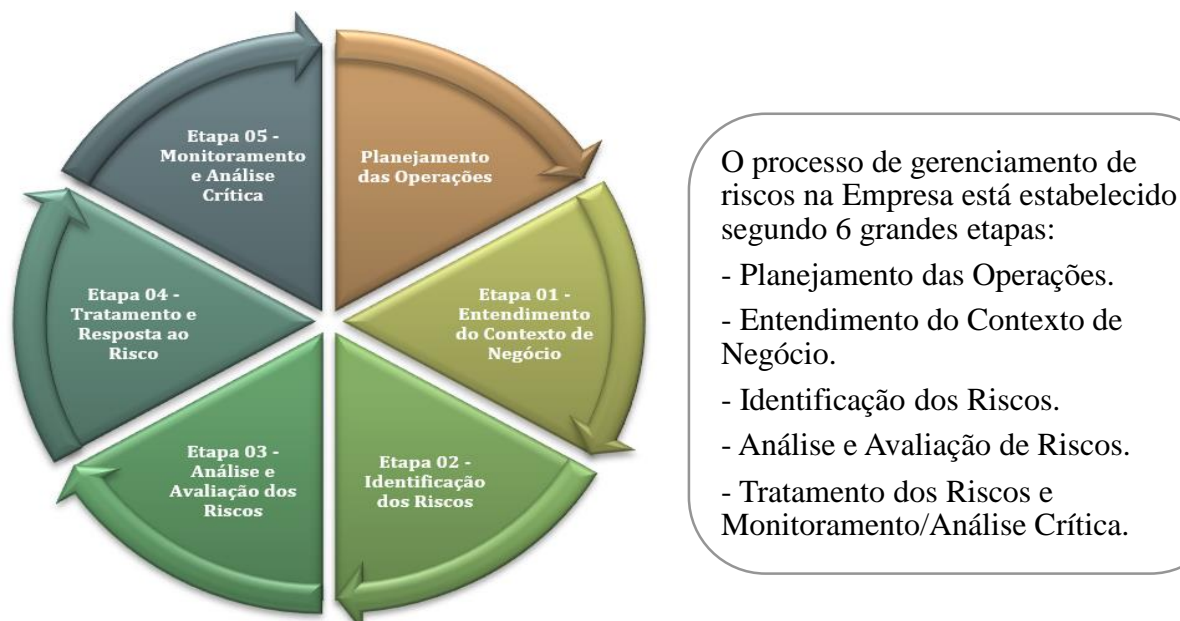 Etapa 05 -
Monitoramento
e Análise
Crítica
Planejamento
das Operações
Etapa 01 -
Entendimento
do Contexto de
Negócio
Etapa 02 -
Identificação
dos Riscos
Etapa 03 -
Análise e
Avaliação dos
Riscos
Etapa 04 -
Tratamento e
Resposta ao
Risco
O processo de gerenciamento de
riscos na Empresa está estabelecido
segundo 6 grandes etapas:
- Planejamento das Operações.
- Entendimento do Contexto de
Negócio.
- Identificação dos Riscos.
- Análise e Avaliação de Riscos.
- Tratamento dos Riscos e
Monitoramento/Análise Crítica.